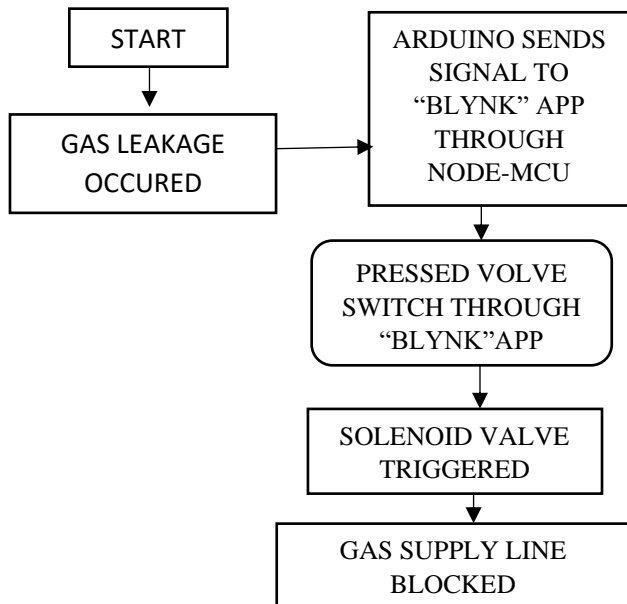 START
GAS LEAKAGE
OCCURED
ARDUINO SENDS
SIGNAL TO
“BLYNK” APP
THROUGH
NODE-MCU
PRESSED VOLVE
SWITCH THROUGH
“BLYNK”APP
SOLENOID VALVE
TRIGGERED
GAS SUPPLY LINE
BLOCKED